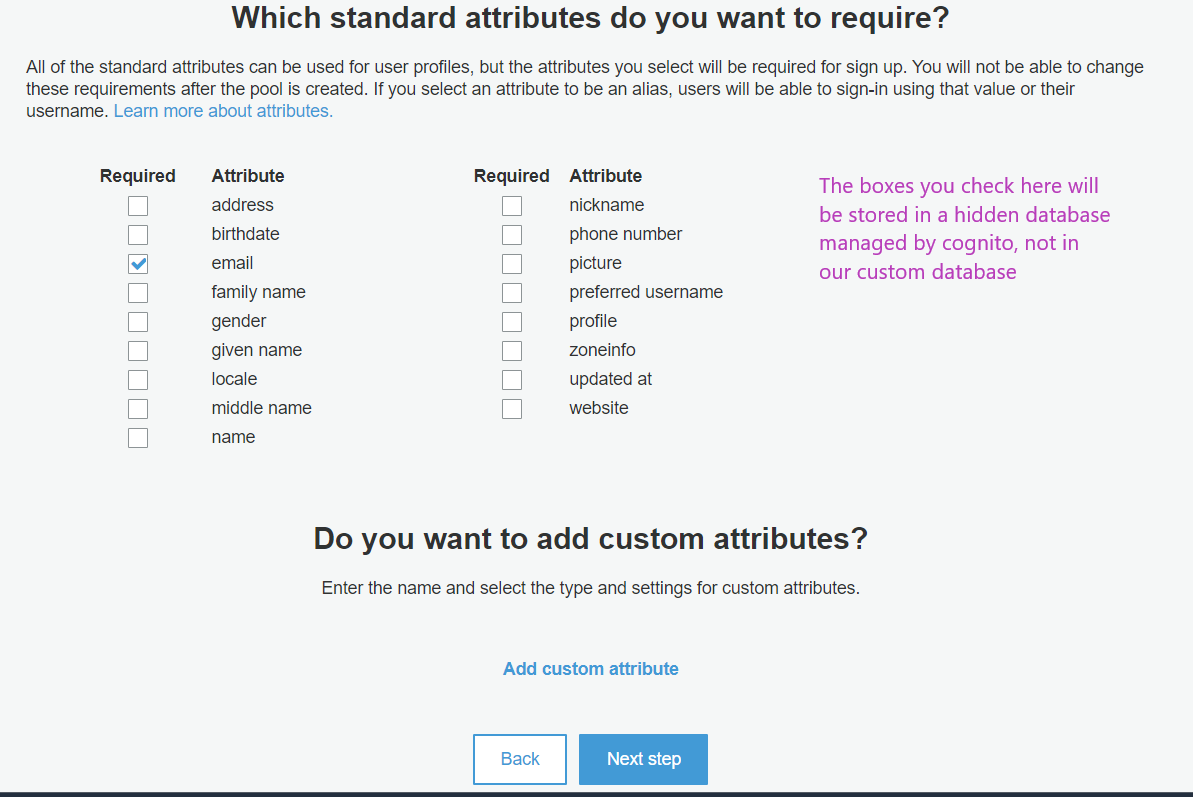 Which standard attributes do you want to require?
All of the standard attributes can be used for user profiles, but the attributes you select will be required for sign up. You will not be able to change
these requirements after the pool is created. If you select an attribute to be an alias, users will be able to sign-in using that value or their
username. Learn more about attributes.
Required Attribute
address
birthdate
email
family name
gender
given name
locale
middle name
name
Required Attribute
nickname
phone number
picture
preferred username
profile
zoneinfo
updated at
website
The boxes you check here will
be stored in a hidden database
managed by cognito, not in
our custom database
Do you want to add custom attributes?
Enter the name and select the type and settings for custom attributes.
Add custom attribute
Back
Next step